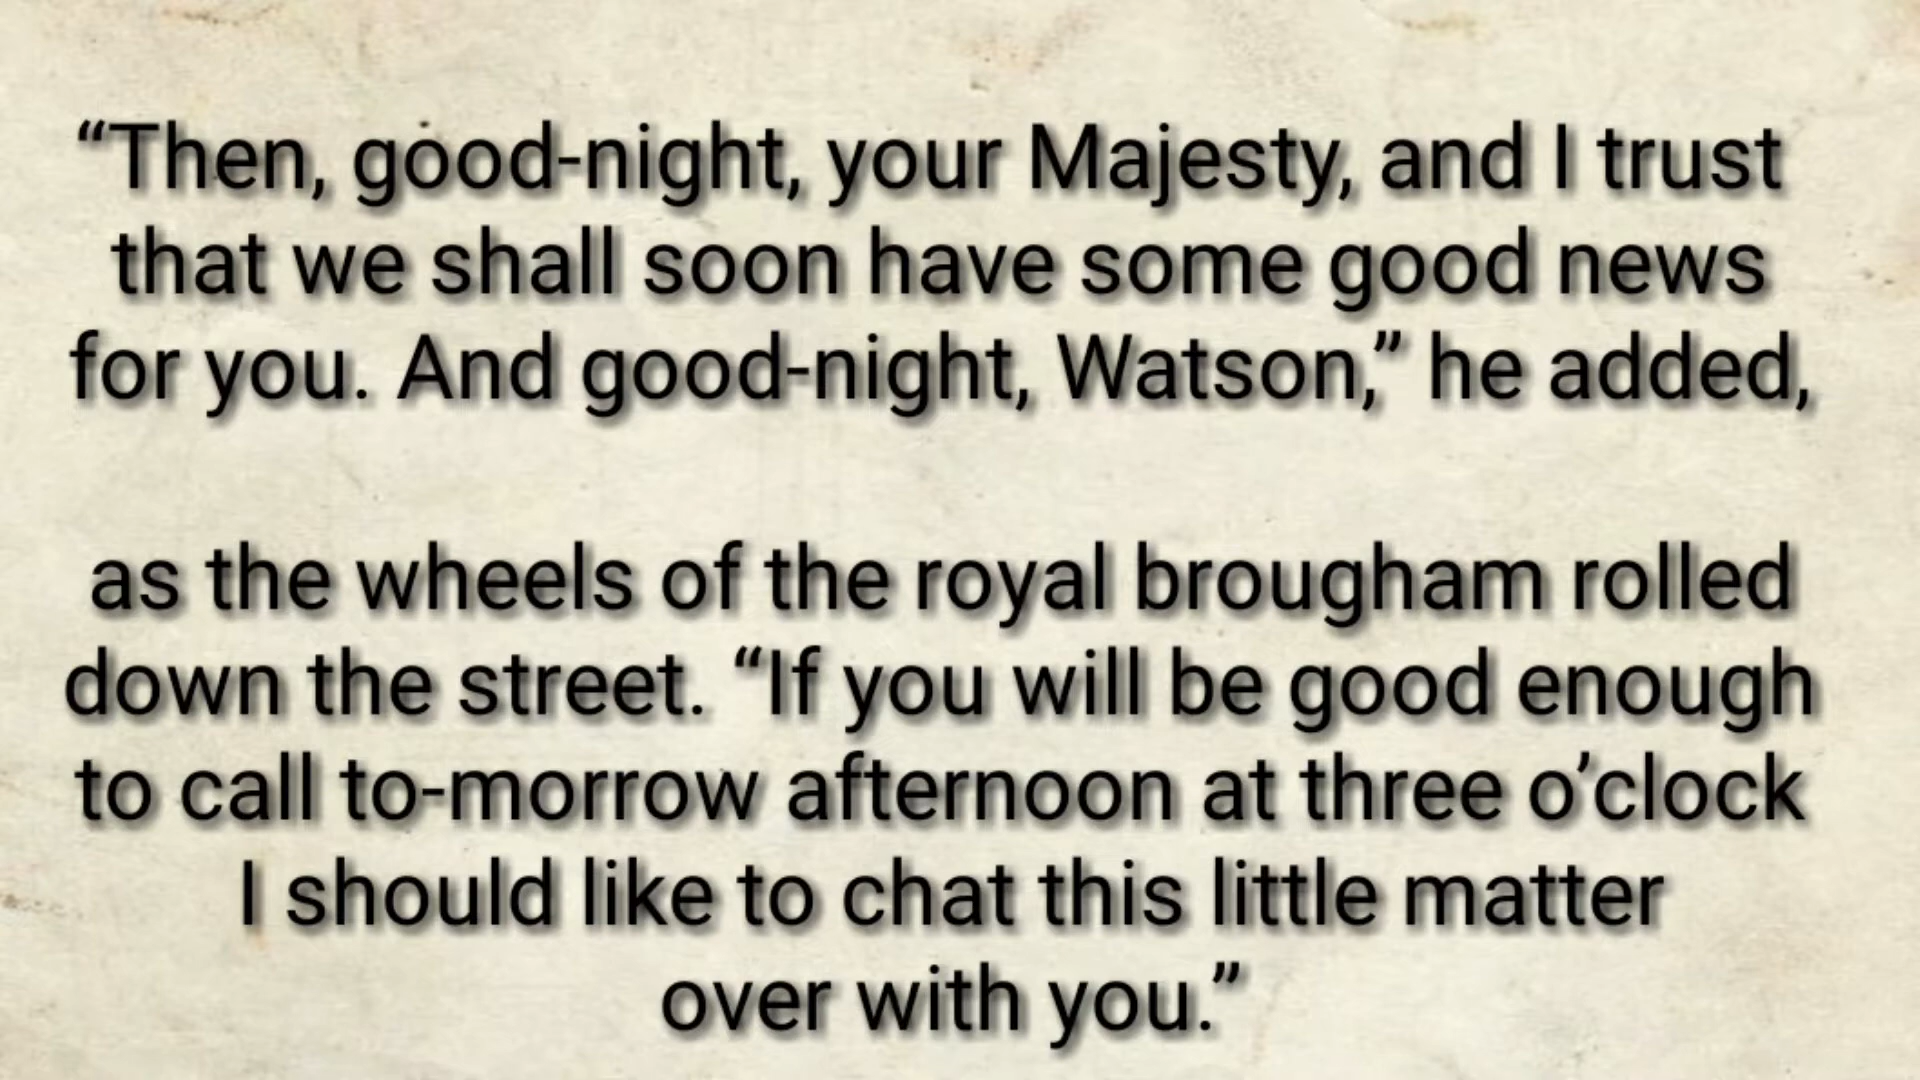 “Then, good-night, your Majesty, and I trust
that we shall soon have some good news
for you. And good-night, Watson,” he added,
as the wheels of the royal brougham rolled
down the street. “If you will be good enough
to call to-morrow afternoon at three o’clock
I should like to chat this little matter
over with you.”